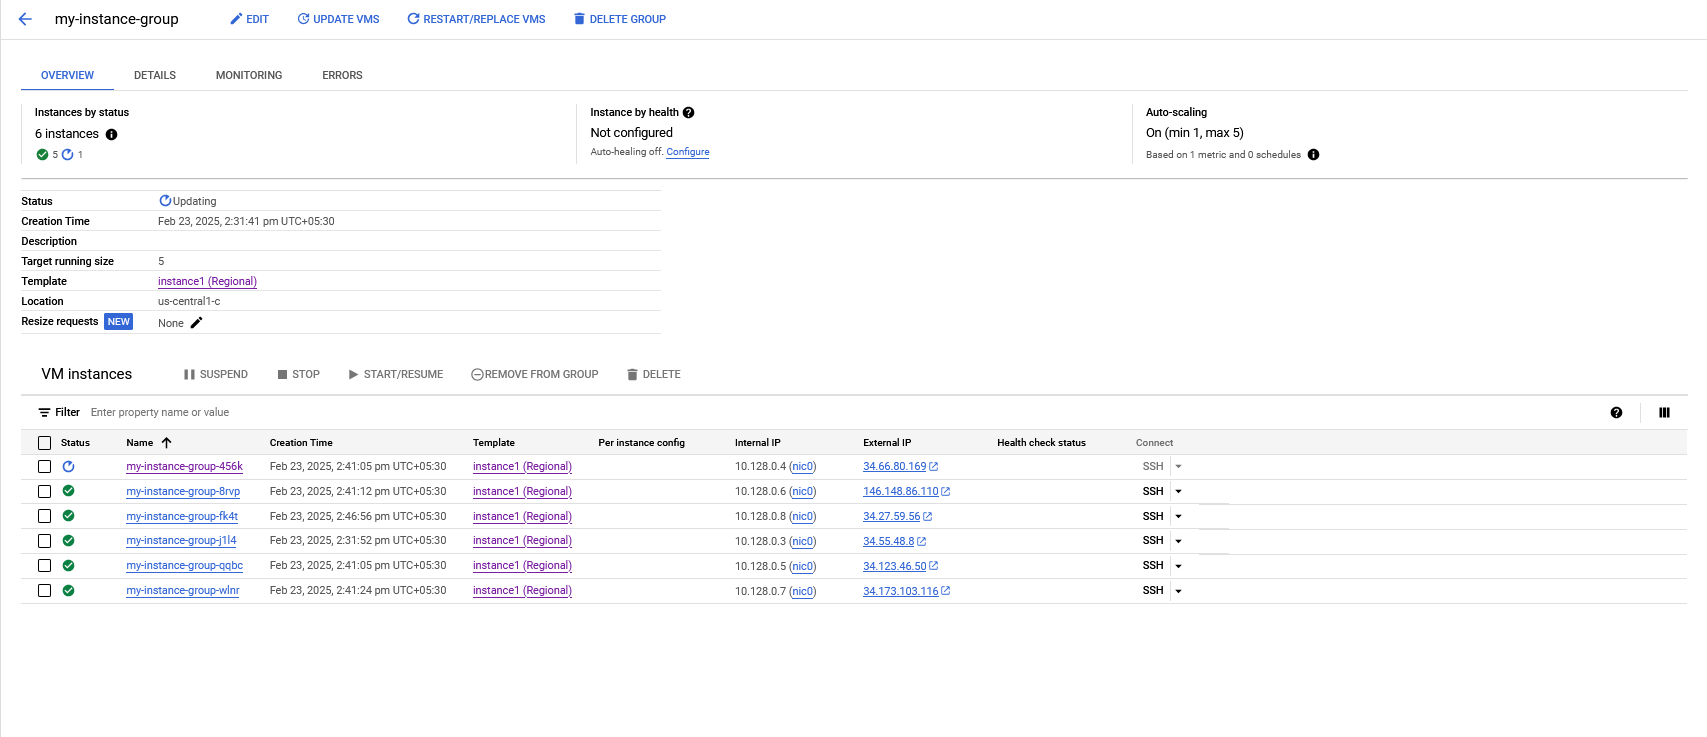 my-instance-group EDIT UPDATE VMS RESTART/REPLACE VMS DELETE GROUP
OVERVIEW DETAILS MONITORING ERRORS
Instances by status
6 instances
5 1
Instance by health
Not configured
Auto-healing off. Configure
Auto-scaling
On (min 1, max 5)
Based on 1 metric and 0 schedules
Status Updating
Creation Time Feb 23, 2025, 2:31:41 pm UTC+05:30
Description
Target running size 5
Template instance1 (Regional)
Location us-central1-c
Resize requests NEW None
VM instances SUSPEND STOP START/RESUME REMOVE FROM GROUP DELETE
Filter Enter property name or value
Status Name Creation Time Template Per instance config Internal IP External IP Health check status Connect
my-instance-group-456k Feb 23, 2025, 2:41:05 pm UTC+05:30 instance1 (Regional) 10.128.0.4 (nic0) 34.66.80.169 SSH
my-instance-group-8rvp Feb 23, 2025, 2:41:12 pm UTC+05:30 instance1 (Regional) 10.128.0.6 (nic0) 146.148.86.110 SSH
my-instance-group-fk4t Feb 23, 2025, 2:46:56 pm UTC+05:30 instance1 (Regional) 10.128.0.8 (nic0) 34.27.59.56 SSH
my-instance-group-j1l4 Feb 23, 2025, 2:31:52 pm UTC+05:30 instance1 (Regional) 10.128.0.3 (nic0) 34.55.48.8 SSH
my-instance-group-qqbc Feb 23, 2025, 2:41:05 pm UTC+05:30 instance1 (Regional) 10.128.0.5 (nic0) 34.123.46.50 SSH
my-instance-group-wlnr Feb 23, 2025, 2:41:24 pm UTC+05:30 instance1 (Regional) 10.128.0.7 (nic0) 34.173.103.116 SSH